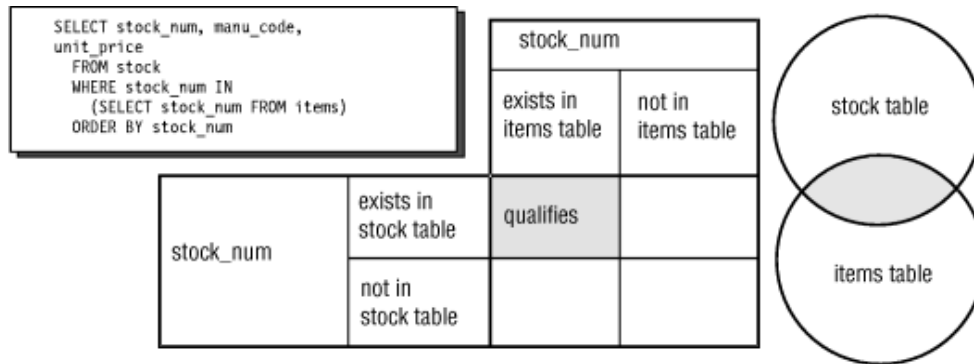 SELECT stock_num, manu_code,
unit_price
FROM stock
WHERE stock_num IN
(SELECT stock_num FROM items)
ORDER BY stock_num
stock_num
exists in
items table
not in
items table
stock_num
exists in
stock table
qualifies
not in
stock table
stock table
items table